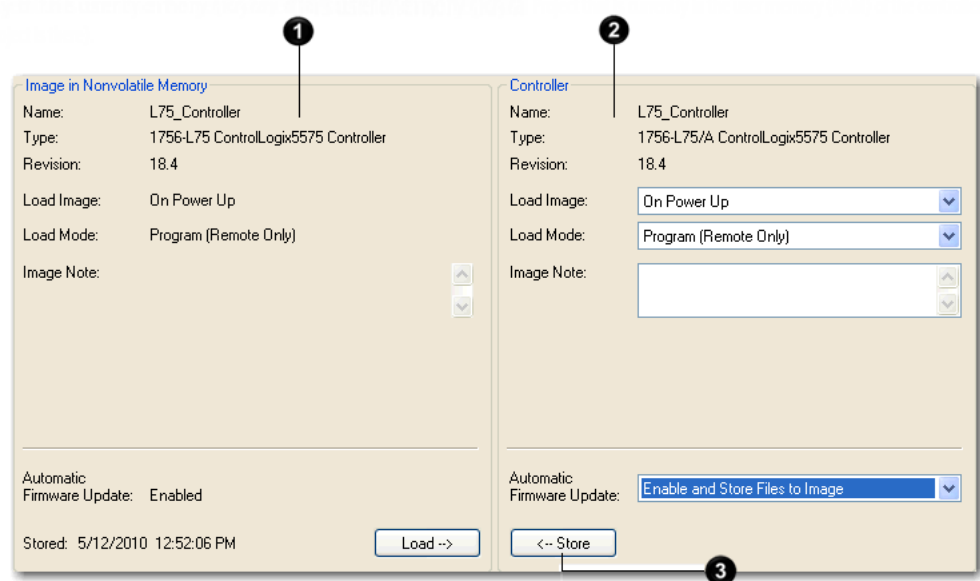 1
2
Image in Nonvolatile Memory
Name: L75_Controller
Type: 1756-L75 ControlLogix5575 Controller
Revision: 18.4
Load Image: On Power Up
Load Mode: Program (Remote Only)
Image Note:
Automatic
Firmware Update: Enabled
Stored: 5/12/2010 12:52:06 PM
Load -->
Controller
Name: L75_Controller
Type: 1756-L75/A ControlLogix5575 Controller
Revision: 18.4
Load Image: On Power Up
Load Mode: Program (Remote Only)
Image Note:
Automatic
Firmware Update: Enable and Store Files to Image
<-- Store
3